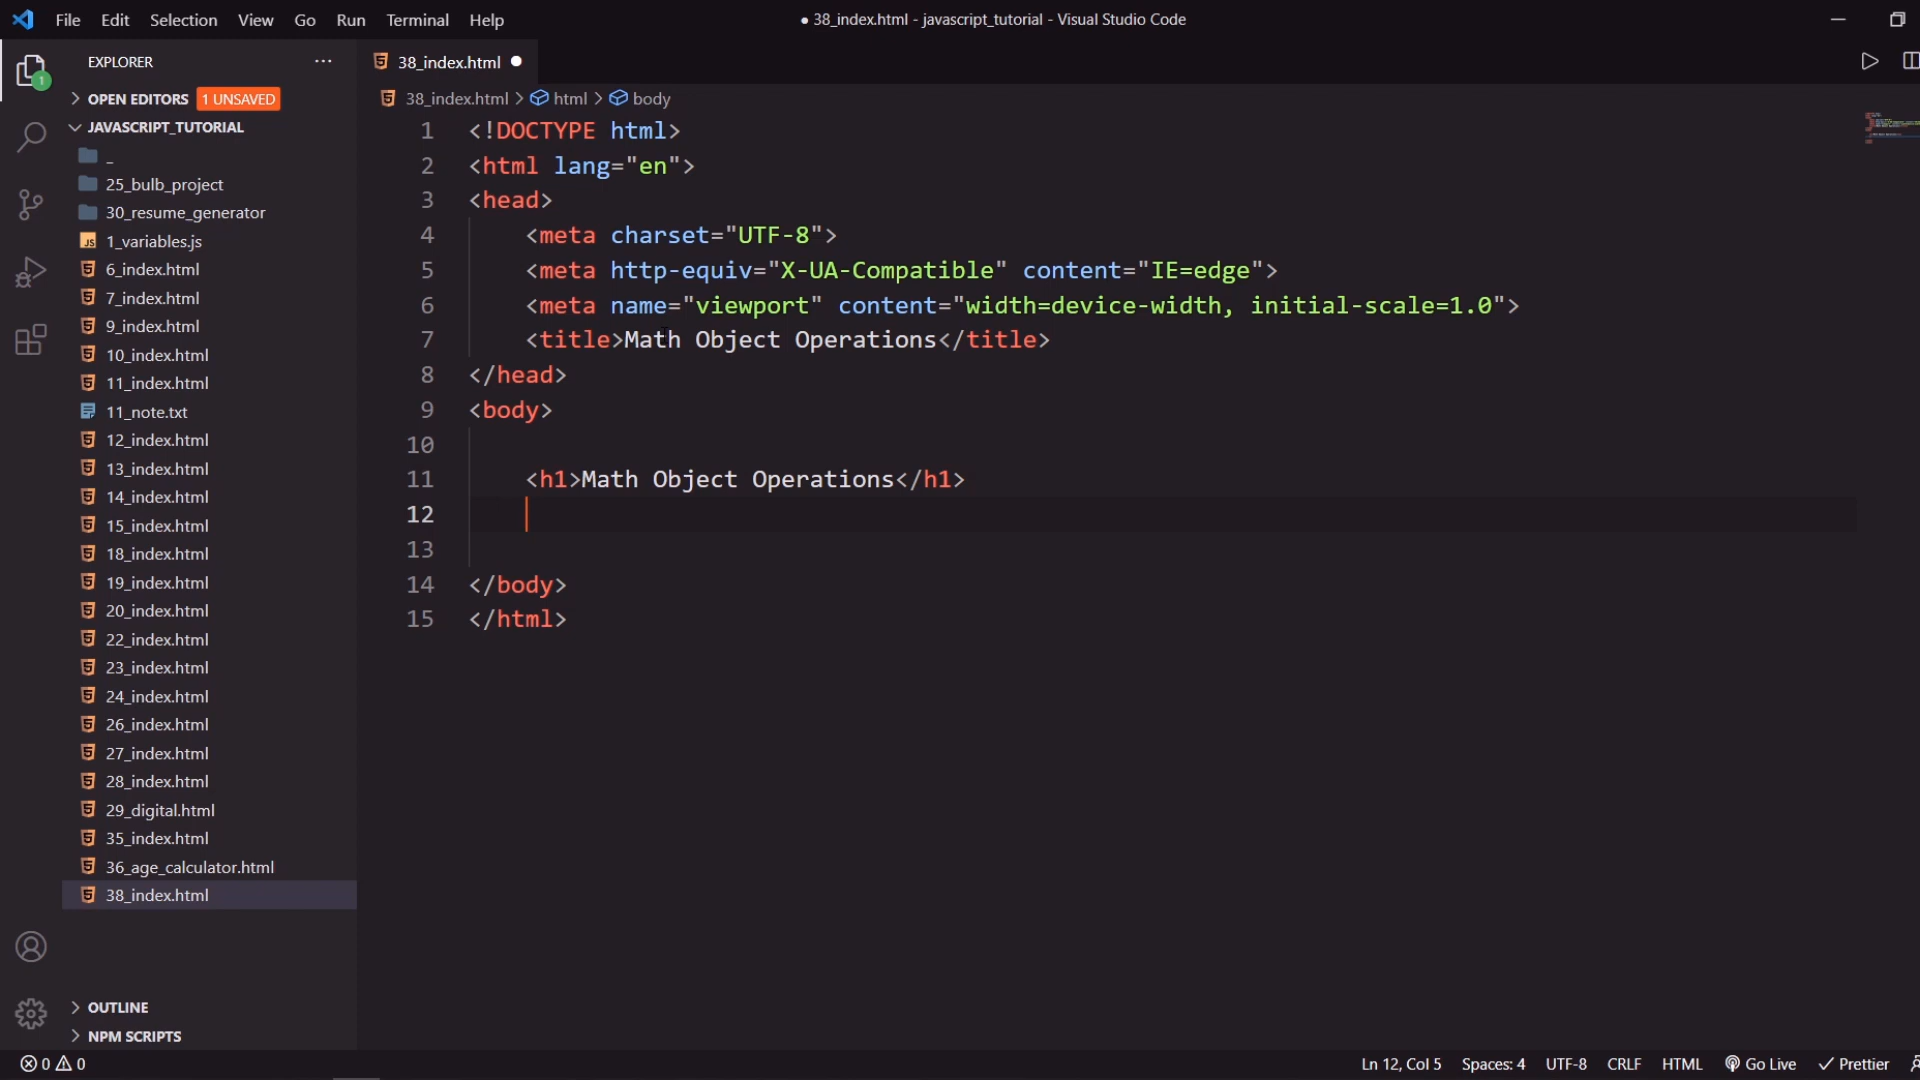 File Edit Selection View Go Run Terminal Help
● 38_index.html - javascript_tutorial - Visual Studio Code
EXPLORER
OPEN EDITORS 1 UNSAVED
JAVASCRIPT_TUTORIAL
_
25_bulb_project
30_resume_generator
1_variables.js
6_index.html
7_index.html
9_index.html
10_index.html
11_index.html
11_note.txt
12_index.html
13_index.html
14_index.html
15_index.html
18_index.html
19_index.html
20_index.html
22_index.html
23_index.html
24_index.html
26_index.html
27_index.html
28_index.html
29_digital.html
35_index.html
36_age_calculator.html
38_index.html
OUTLINE
NPM SCRIPTS
38_index.html
38_index.html > html > body
1 <!DOCTYPE html>
2 <html lang="en">
3 <head>
4 <meta charset="UTF-8">
5 <meta http-equiv="X-UA-Compatible" content="IE=edge">
6 <meta name="viewport" content="width=device-width, initial-scale=1.0">
7 <title>Math Object Operations</title>
8 </head>
9 <body>
10
11 <h1>Math Object Operations</h1>
12
13
14 </body>
15 </html>
0 0
Ln 12, Col 5 Spaces: 4 UTF-8 CRLF HTML Go Live Prettier